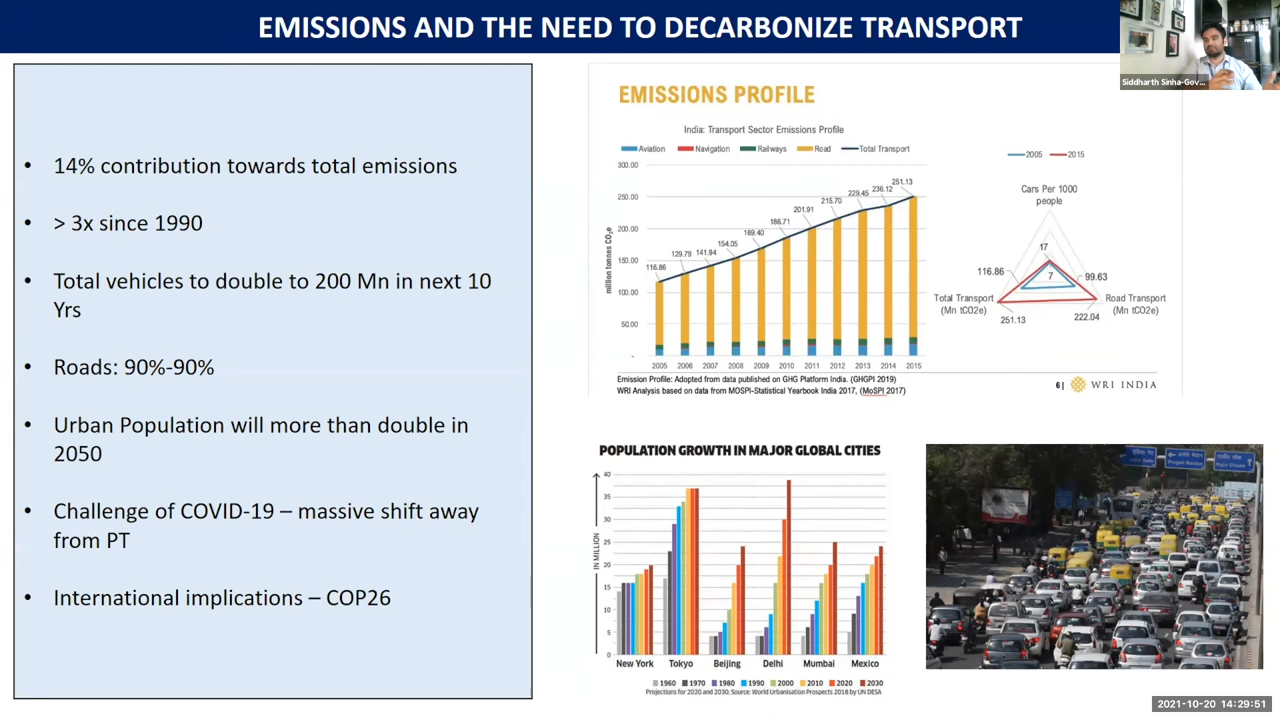 EMISSIONS AND THE NEED TO DECARBONIZE TRANSPORT
Siddharth Sinha-Gov...
• 14% contribution towards total emissions
• > 3x since 1990
• Total vehicles to double to 200 Mn in next 10
Yrs
• Roads: 90%-90%
• Urban Population will more than double in
2050
• Challenge of COVID-19 – massive shift away
from PT
• International implications – COP26
EMISSIONS PROFILE
India: Transport Sector Emissions Profile
Aviation Navigation Railways Road Total Transport
million tonnes CO₂e
300.00
250.00
200.00
150.00
100.00
50.00
-
116.86 129.79 141.94 154.05 169.40 186.71 201.91 215.70 229.45 236.12 251.13
2005 2006 2007 2008 2009 2010 2011 2012 2013 2014 2015
2005 2015
Cars Per 1000
people
17
7
116.86
99.63
Total Transport
(Mn tCO2e)
Road Transport
(Mn tCO2e)
251.13
222.04
Emission Profile: Adopted from data published on GHG Platform India. (GHGPI 2019)
WRI Analysis based on data from MOSPI-Statistical Yearbook India 2017, (MoSPI 2017)
6 | WRI INDIA
POPULATION GROWTH IN MAJOR GLOBAL CITIES
IN MILLION
40
35
30
25
20
15
10
5
0
New York Tokyo Beijing Delhi Mumbai Mexico
1960 1970 1980 1990 2000 2010 2020 2030
Projections for 2020 and 2030; Source: World Urbanisation Prospects 2018 by UN DESA
2021-10-20 14:29:51